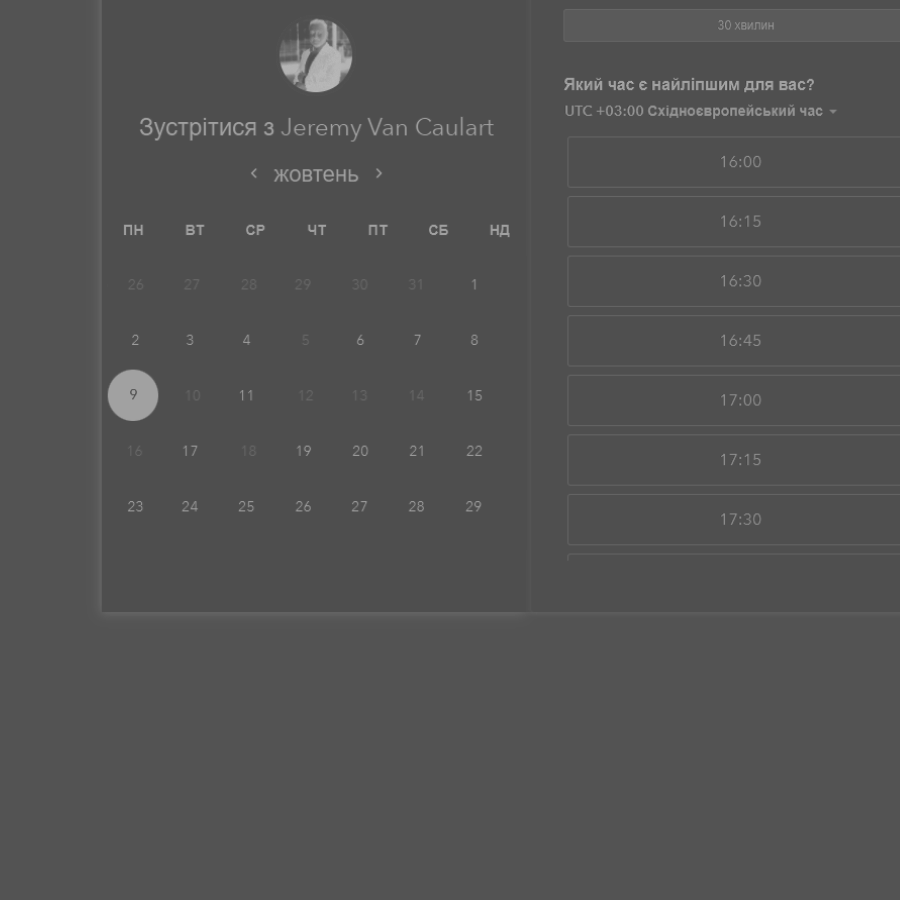 Зустрітися з Jeremy Van Caulart
жовтень
ПН ВТ СР ЧТ ПТ СБ НД
26 27 28 29 30 31 1
2 3 4 5 6 7 8
9 10 11 12 13 14 15
16 17 18 19 20 21 22
23 24 25 26 27 28 29
30 хвилин
Який час є найліпшим для вас?
UTC +03:00 Східноєвропейський час
16:00
16:15
16:30
16:45
17:00
17:15
17:30